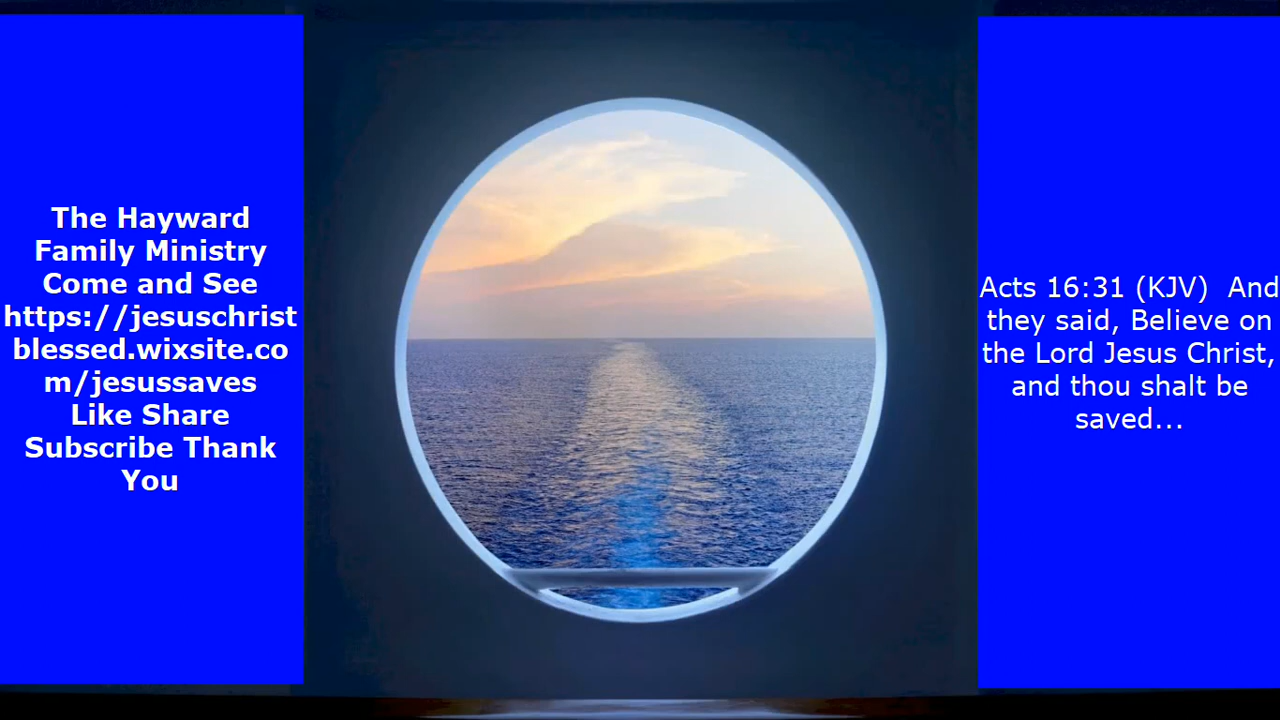 The Hayward
Family Ministry
Come and See
https://jesuschrist
blessed.wixsite.co
m/jesussaves
Like Share
Subscribe Thank
You
Acts 16:31 (KJV)  And
they said, Believe on
the Lord Jesus Christ,
and thou shalt be
saved...